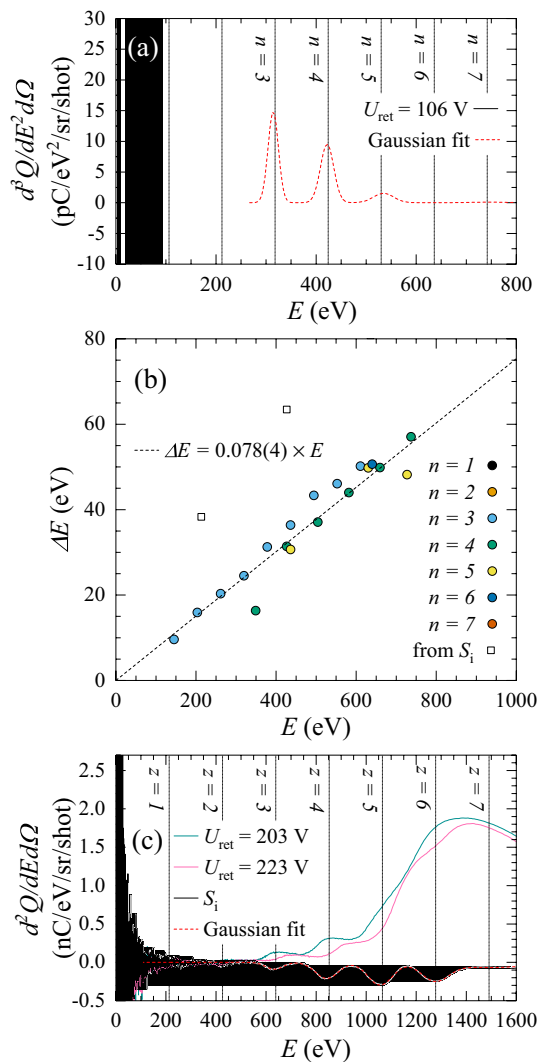 (a)
d³Q/dE²dΩ
(pC/eV²/sr/shot)
30
25
20
15
10
5
0
-5
-10
n = 3
n = 4
n = 5
n = 6
n = 7
U_ret = 106 V
Gaussian fit
0 200 400 600 800
E (eV)
(b)
ΔE (eV)
80
60
40
20
0
ΔE = 0.078(4) × E
n = 1
n = 2
n = 3
n = 4
n = 5
n = 6
n = 7
from S_i
0 200 400 600 800 1000
E (eV)
(c)
d²Q/dEdΩ
(nC/eV/sr/shot)
2.5
2.0
1.5
1.0
0.5
0.0
-0.5
z = 1
z = 2
z = 3
z = 4
z = 5
z = 6
z = 7
U_ret = 203 V
U_ret = 223 V
S_i
Gaussian fit
0 200 400 600 800 1000 1200 1400 1600
E (eV)